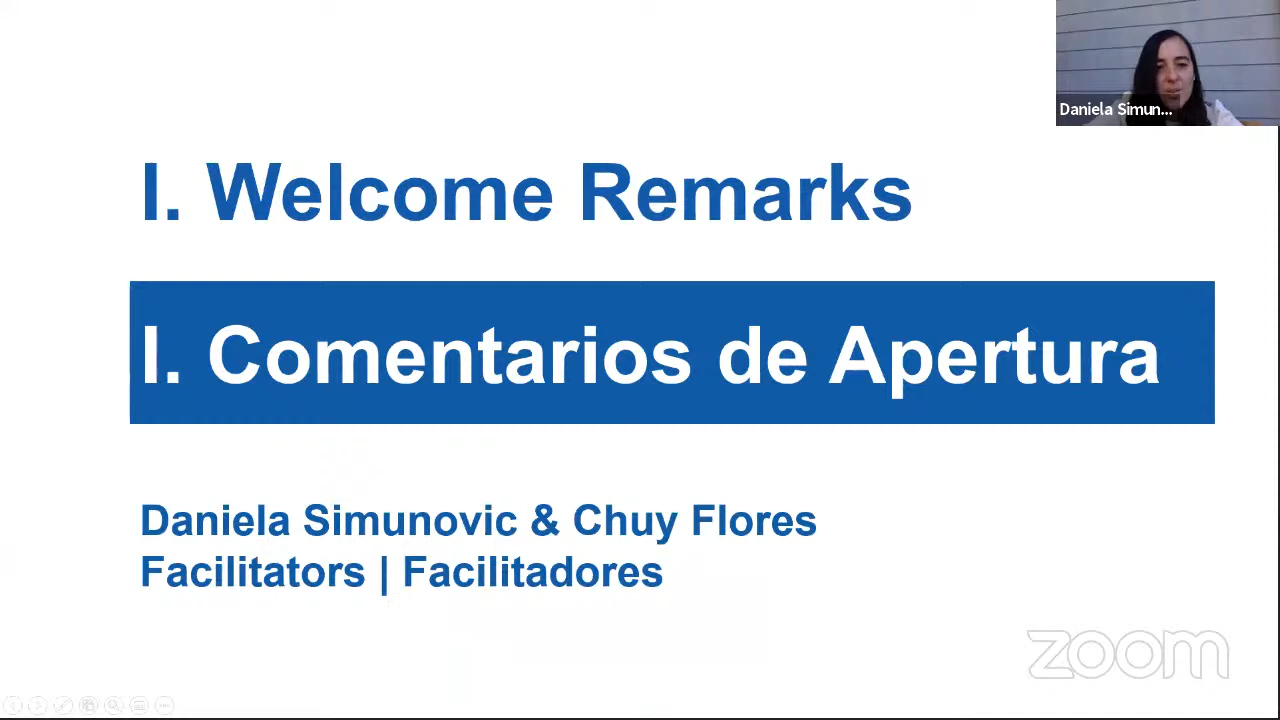 I. Welcome Remarks
Daniela Simun...
I. Comentarios de Apertura
Daniela Simunovic & Chuy Flores
Facilitators | Facilitadores
zoom